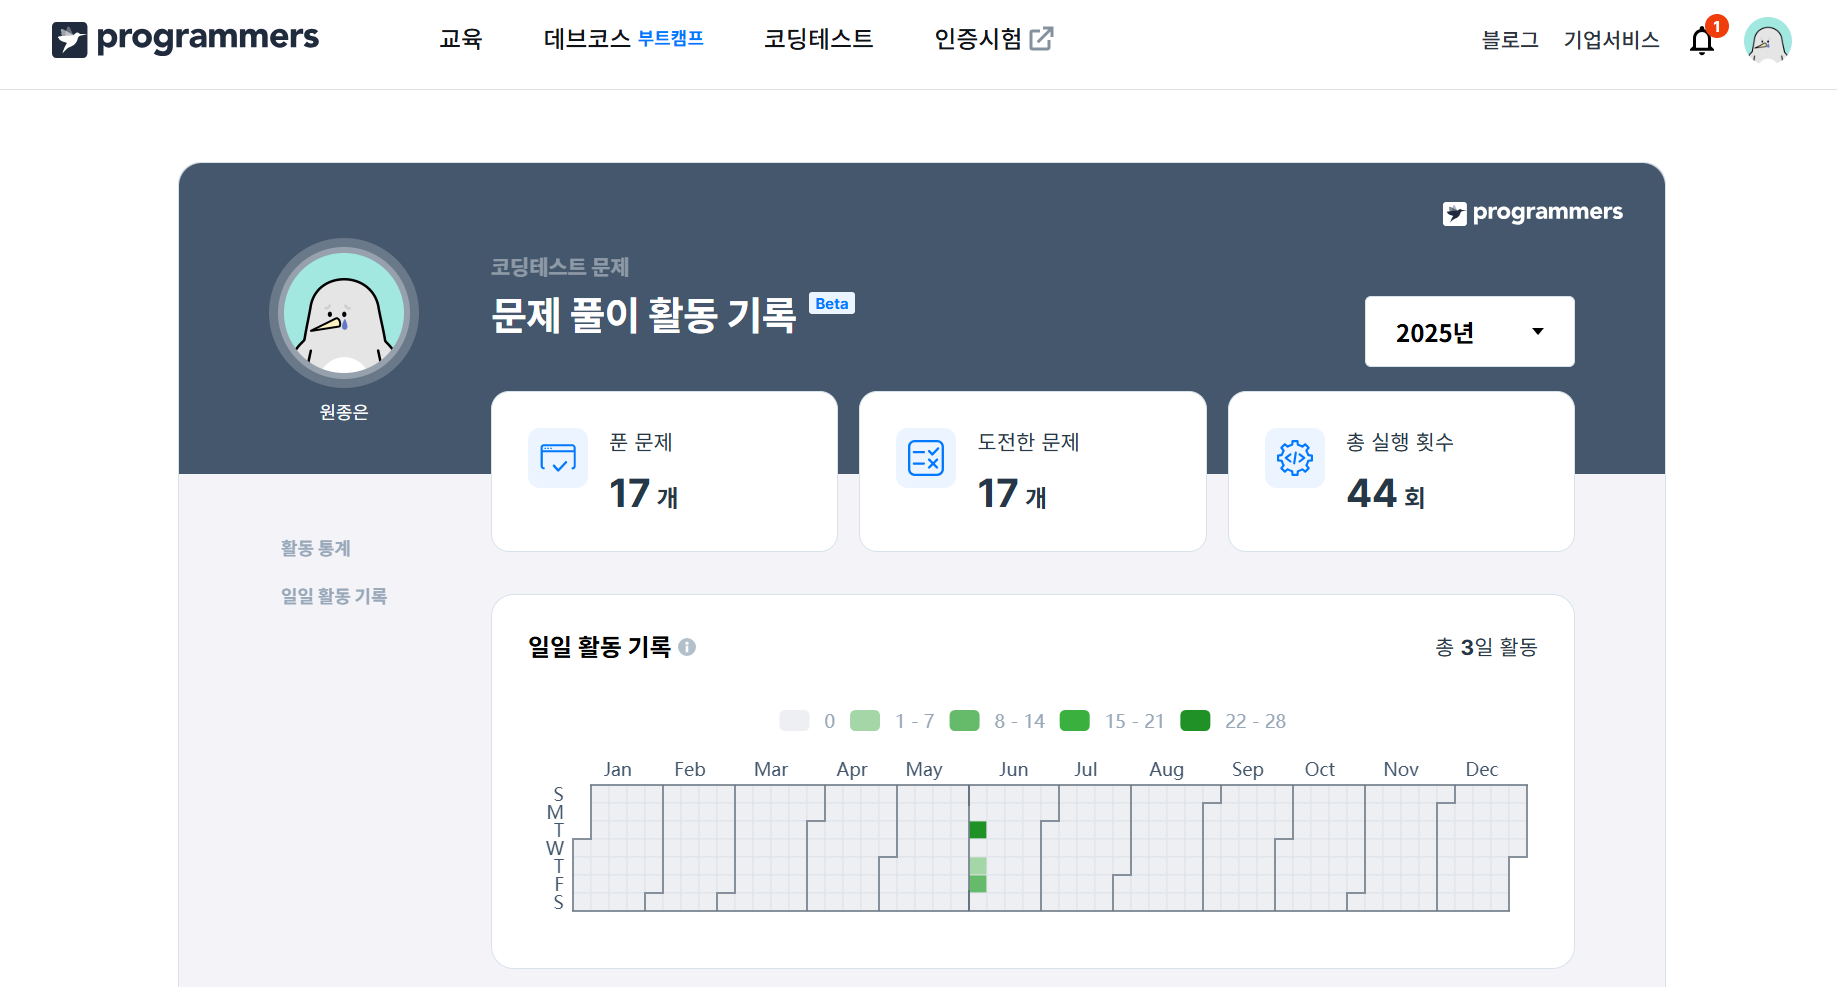 programmers 교육 데브코스 부트캠프 코딩테스트 인증시험 블로그 기업서비스 1
programmers
코딩테스트 문제
문제 풀이 활동 기록 Beta
2025년
원종은
푼 문제
17 개
도전한 문제
17 개
총 실행 횟수
44 회
활동 통계
일일 활동 기록
일일 활동 기록
총 3일 활동
0 1 - 7 8 - 14 15 - 21 22 - 28
Jan Feb Mar Apr May Jun Jul Aug Sep Oct Nov Dec
S
M
T
W
T
F
S